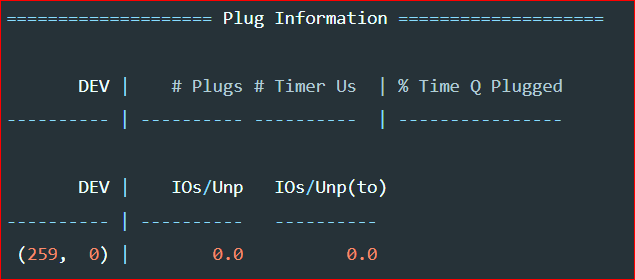 ==================== Plug Information ====================
DEV |    # Plugs # Timer Us  | % Time Q Plugged
---------- | ---------- ----------  | ----------------
DEV |    IOs/Unp   IOs/Unp(to)
---------- | ----------   ----------
(259,  0) |        0.0          0.0